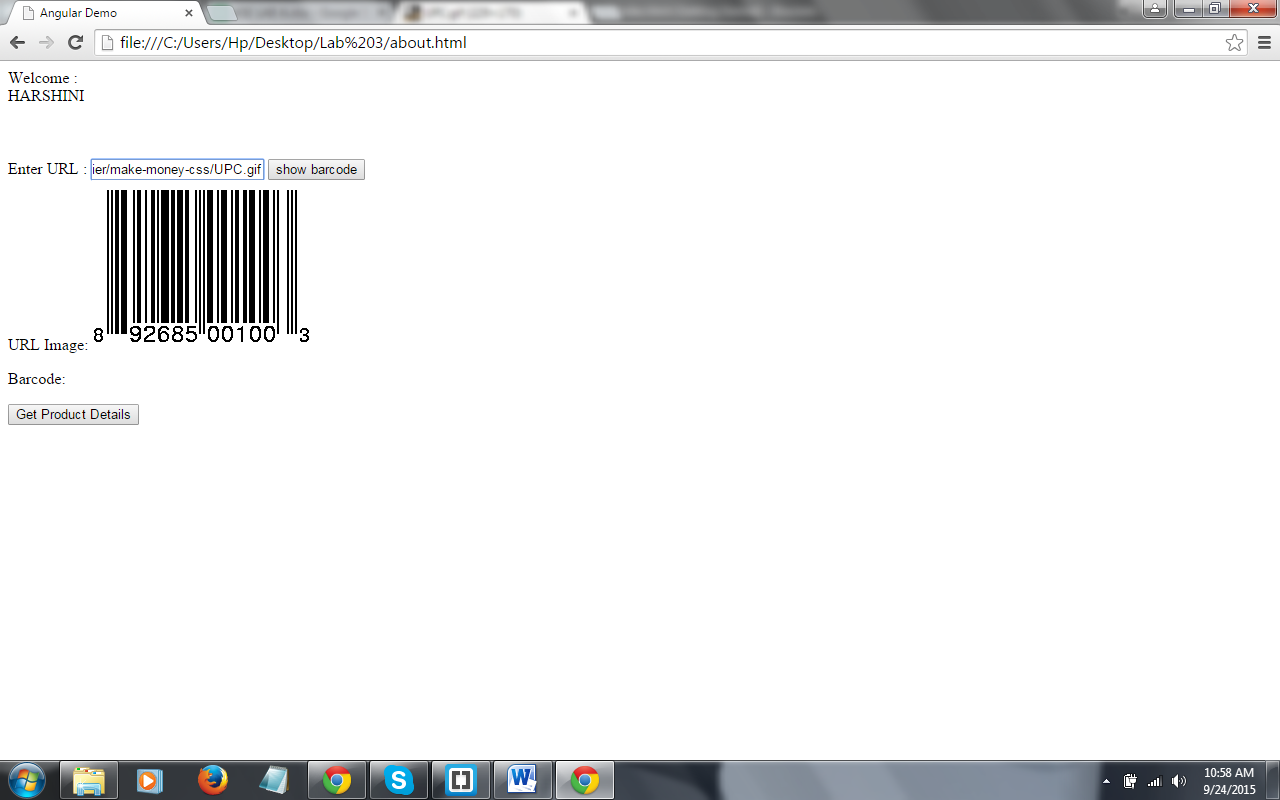 Angular Demo
file:///C:/Users/Hp/Desktop/Lab%203/about.html
Welcome :
HARSHINI
Enter URL : ier/make-money-css/UPC.gif show barcode
8 92685 00100 3
URL Image:
Barcode:
Get Product Details
10:58 AM
9/24/2015